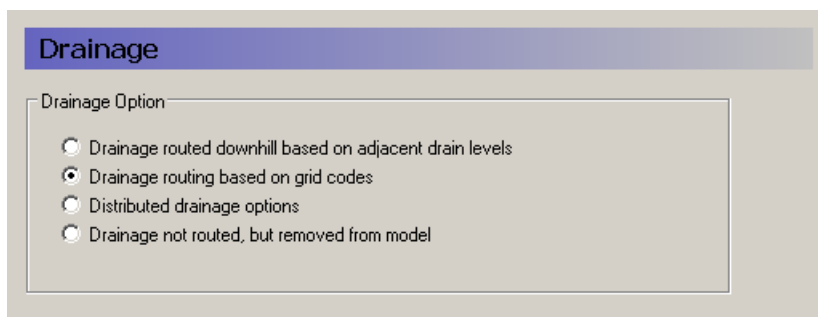 Drainage
Drainage Option
Drainage routed downhill based on adjacent drain levels
Drainage routing based on grid codes
Distributed drainage options
Drainage not routed, but removed from model